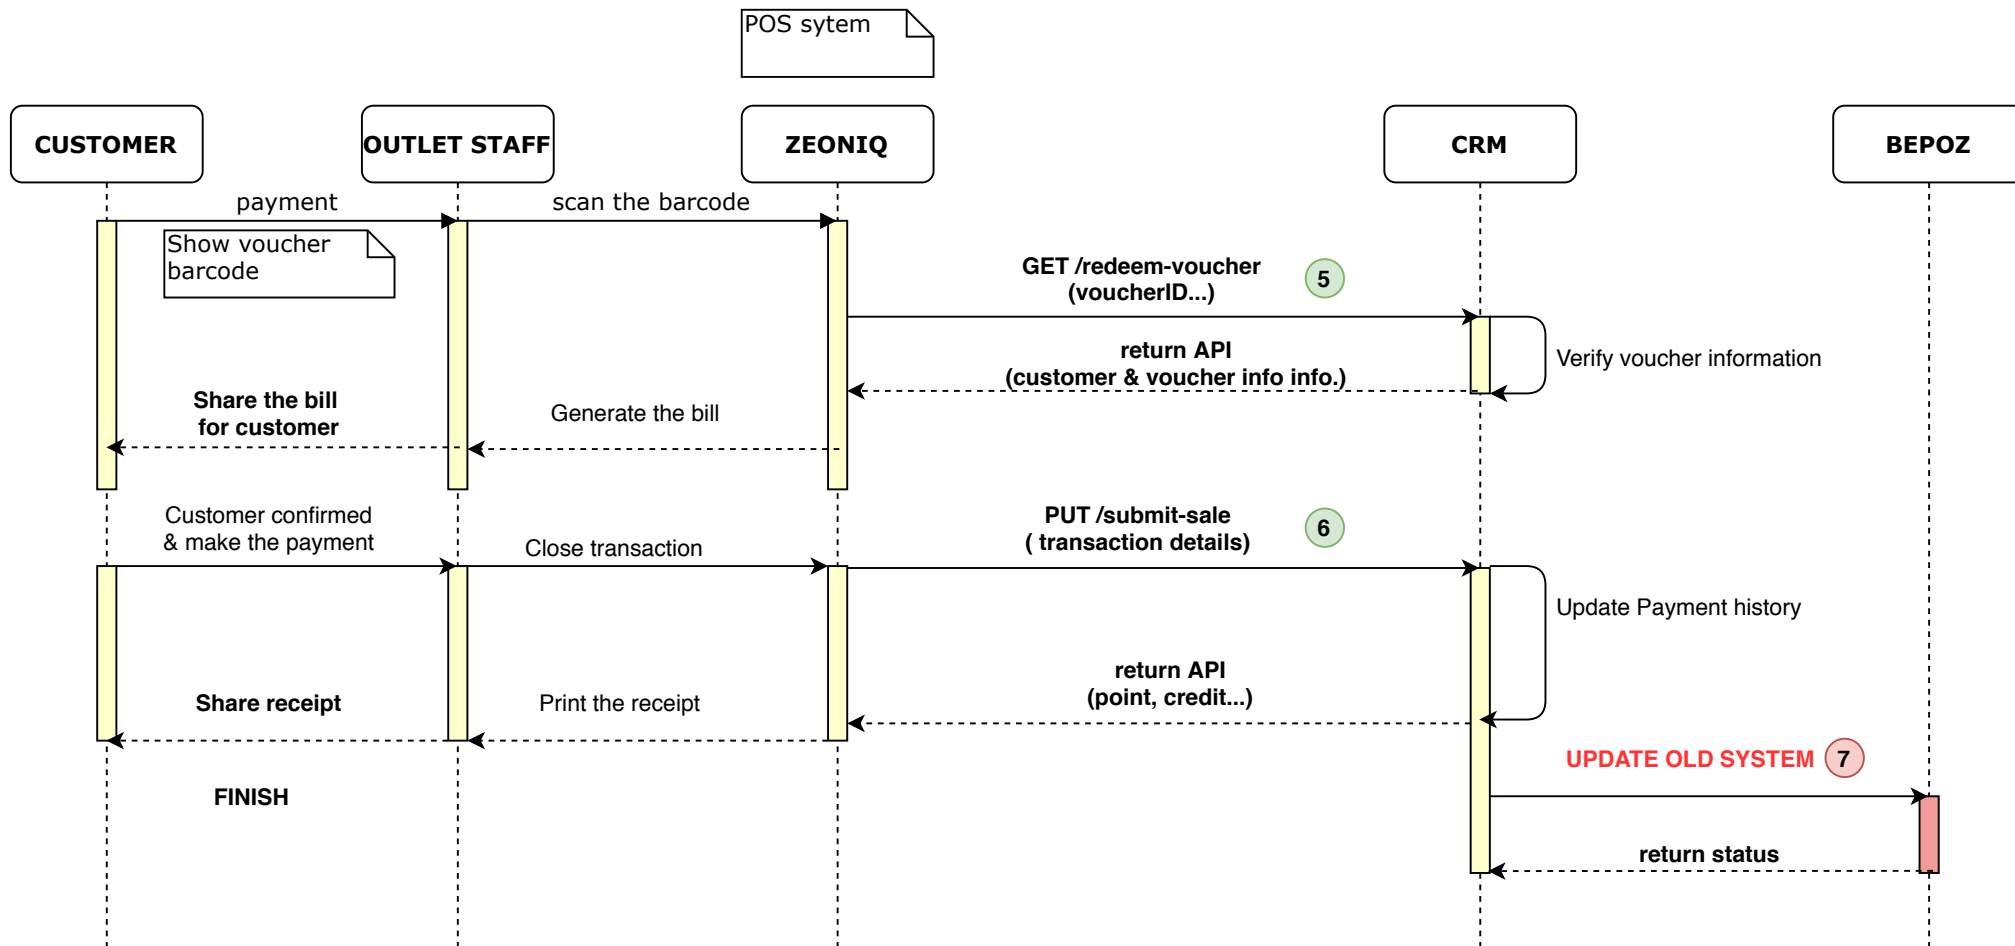 POS sytem
CUSTOMER
OUTLET STAFF
ZEONIQ
CRM
BEPOZ
payment
scan the barcode
Show voucher
barcode
GET /redeem-voucher
(voucherID...)
5
return API
(customer & voucher info info.)
Verify voucher information
Share the bill
for customer
Generate the bill
Customer confirmed
& make the payment
Close transaction
PUT /submit-sale
( transaction details)
6
Update Payment history
return API
(point, credit...)
Share receipt
Print the receipt
UPDATE OLD SYSTEM
7
FINISH
return status